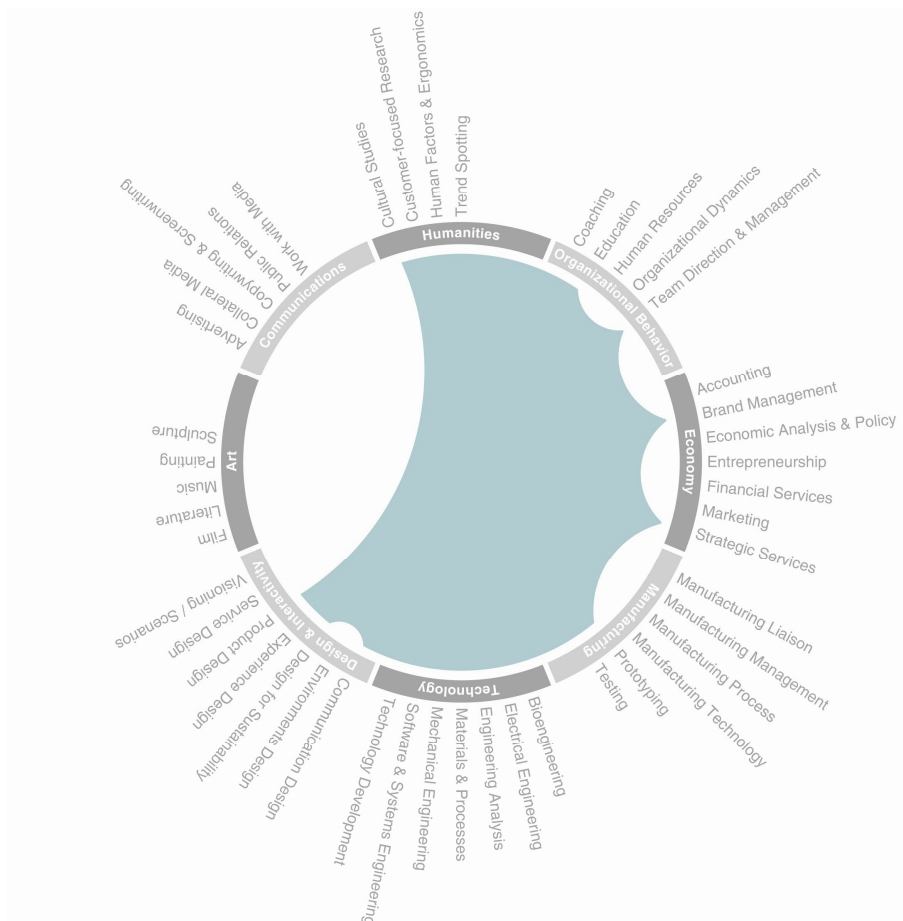 Humanities
Cultural Studies
Customer-focused Research
Human Factors & Ergonomics
Trend Spotting
Organizational Behavior
Coaching
Education
Human Resources
Organizational Dynamics
Team Direction & Management
Economy
Accounting
Brand Management
Economic Analysis & Policy
Entrepreneurship
Financial Services
Marketing
Strategic Services
Manufacturing
Manufacturing Liaison
Manufacturing Management
Manufacturing Process
Manufacturing Technology
Prototyping
Testing
Technology
Bioengineering
Electrical Engineering
Engineering Analysis
Materials & Processes
Mechanical Engineering
Software & Systems Engineering
Technology Development
Design & Interactivity
Communication Design
Environments Design
Design for Sustainability
Experience Design
Product Design
Service Design
Visioning / Scenarios
Art
Film
Literature
Music
Painting
Sculpture
Communications
Advertising
Collateral Media
Copywriting & Screenwriting
Public Relations
Work with Media